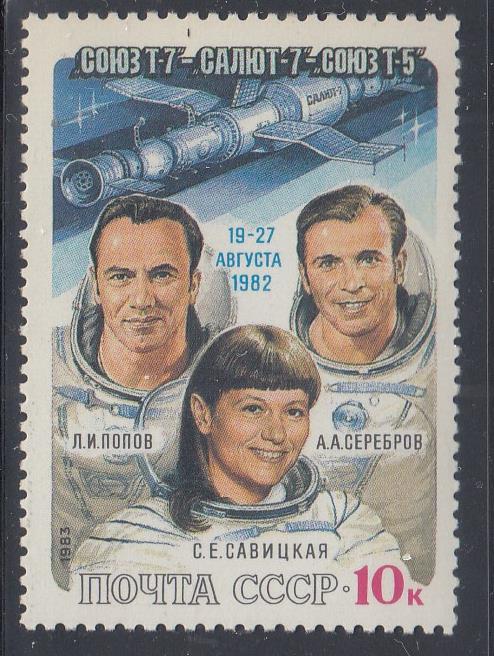 "СОЮЗ Т-7"–"САЛЮТ-7"–"СОЮЗ Т-5"
САЛЮТ-7
19-27
АВГУСТА
1982
Л.И.ПОПОВ
А.А.СЕРЕБРОВ
С.Е.САВИЦКАЯ
1983
ПОЧТА СССР·10к